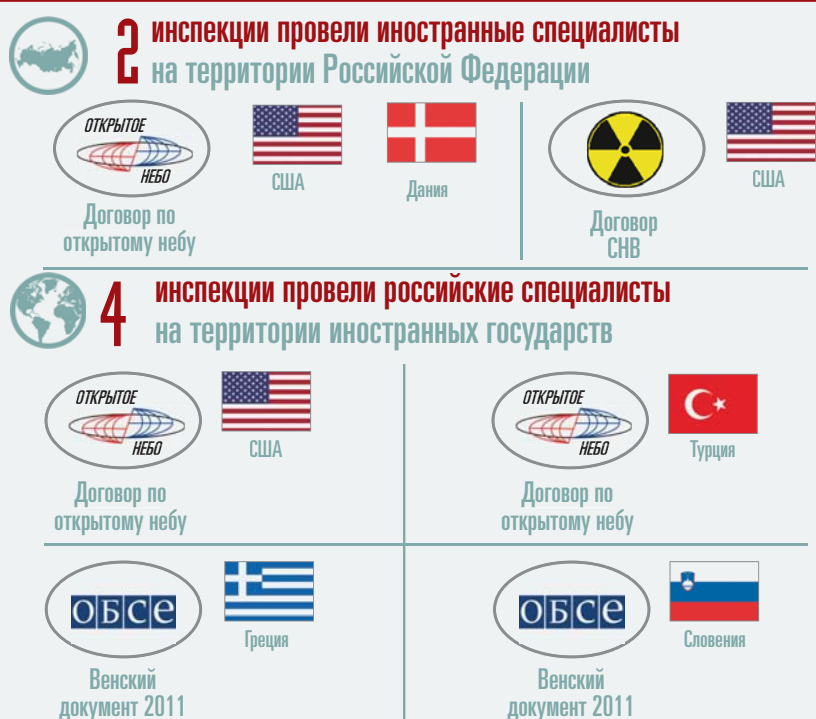 2 инспекции провели иностранные специалисты
на территории Российской Федерации
ОТКРЫТОЕ
НЕБО
США
Дания
Договор по
открытому небу
США
Договор
СНВ
4 инспекции провели российские специалисты
на территории иностранных государств
ОТКРЫТОЕ
НЕБО
США
Договор по
открытому небу
ОТКРЫТОЕ
НЕБО
Турция
Договор по
открытому небу
ОБСЕ
Греция
Венский
документ 2011
ОБСЕ
Словения
Венский
документ 2011